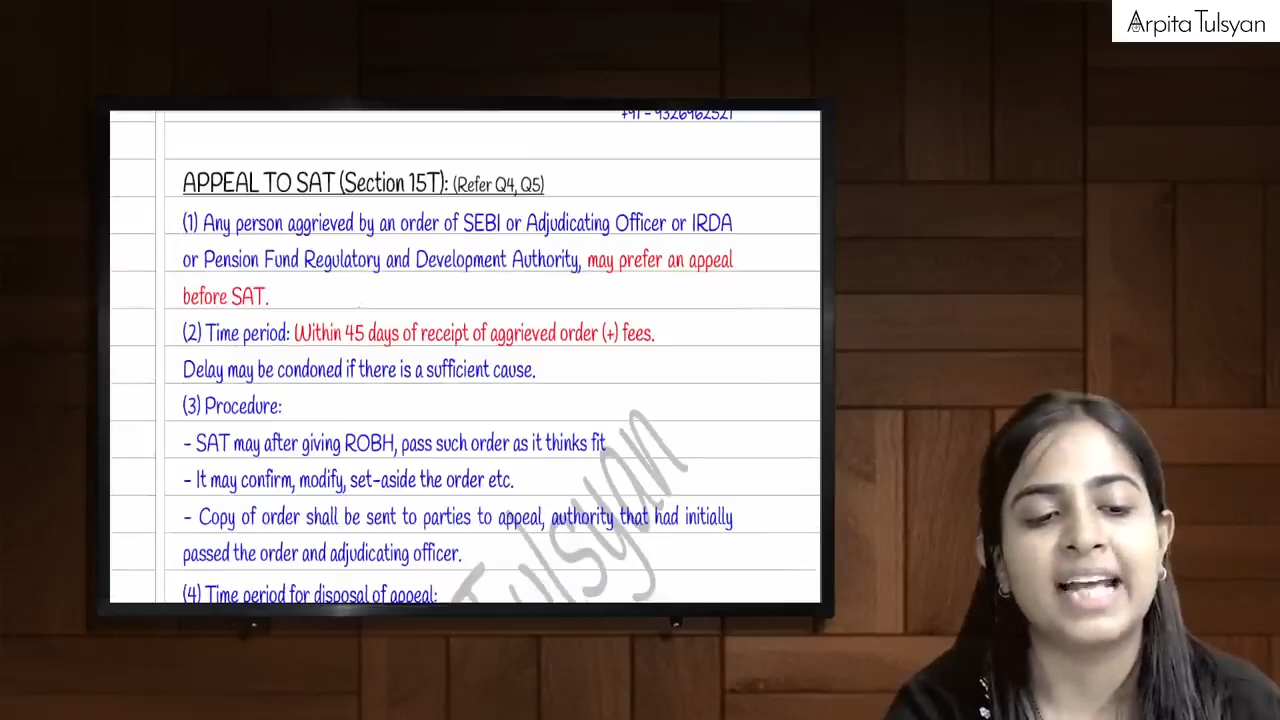 Arpita Tulsyan
+91 - 9326962521
APPEAL TO SAT (Section 15T): (Refer Q4, Q5)
(1) Any person aggrieved by an order of SEBI or Adjudicating Officer or IRDA
or Pension Fund Regulatory and Development Authority, may prefer an appeal
before SAT.
(2) Time period: Within 45 days of receipt of aggrieved order (+) fees.
Delay may be condoned if there is a sufficient cause.
(3) Procedure:
- SAT may after giving ROBH, pass such order as it thinks fit
- It may confirm, modify, set-aside the order etc.
- Copy of order shall be sent to parties to appeal, authority that had initially
passed the order and adjudicating officer.
(4) Time period for disposal of appeal:
Tulsyan